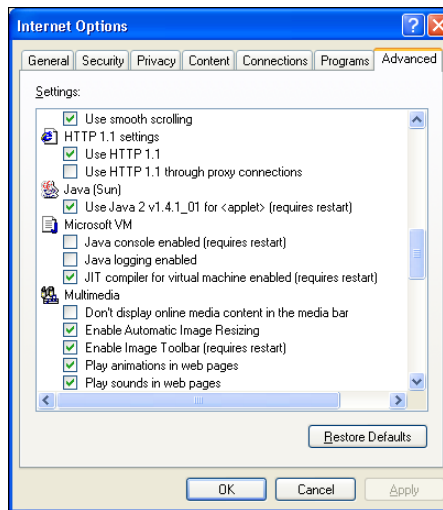 Internet Options
General Security Privacy Content Connections Programs Advanced
Settings:
Use smooth scrolling
HTTP 1.1 settings
Use HTTP 1.1
Use HTTP 1.1 through proxy connections
Java (Sun)
Use Java 2 v1.4.1_01 for <applet> (requires restart)
Microsoft VM
Java console enabled (requires restart)
Java logging enabled
JIT compiler for virtual machine enabled (requires restart)
Multimedia
Don't display online media content in the media bar
Enable Automatic Image Resizing
Enable Image Toolbar (requires restart)
Play animations in web pages
Play sounds in web pages
Restore Defaults
OK Cancel Apply